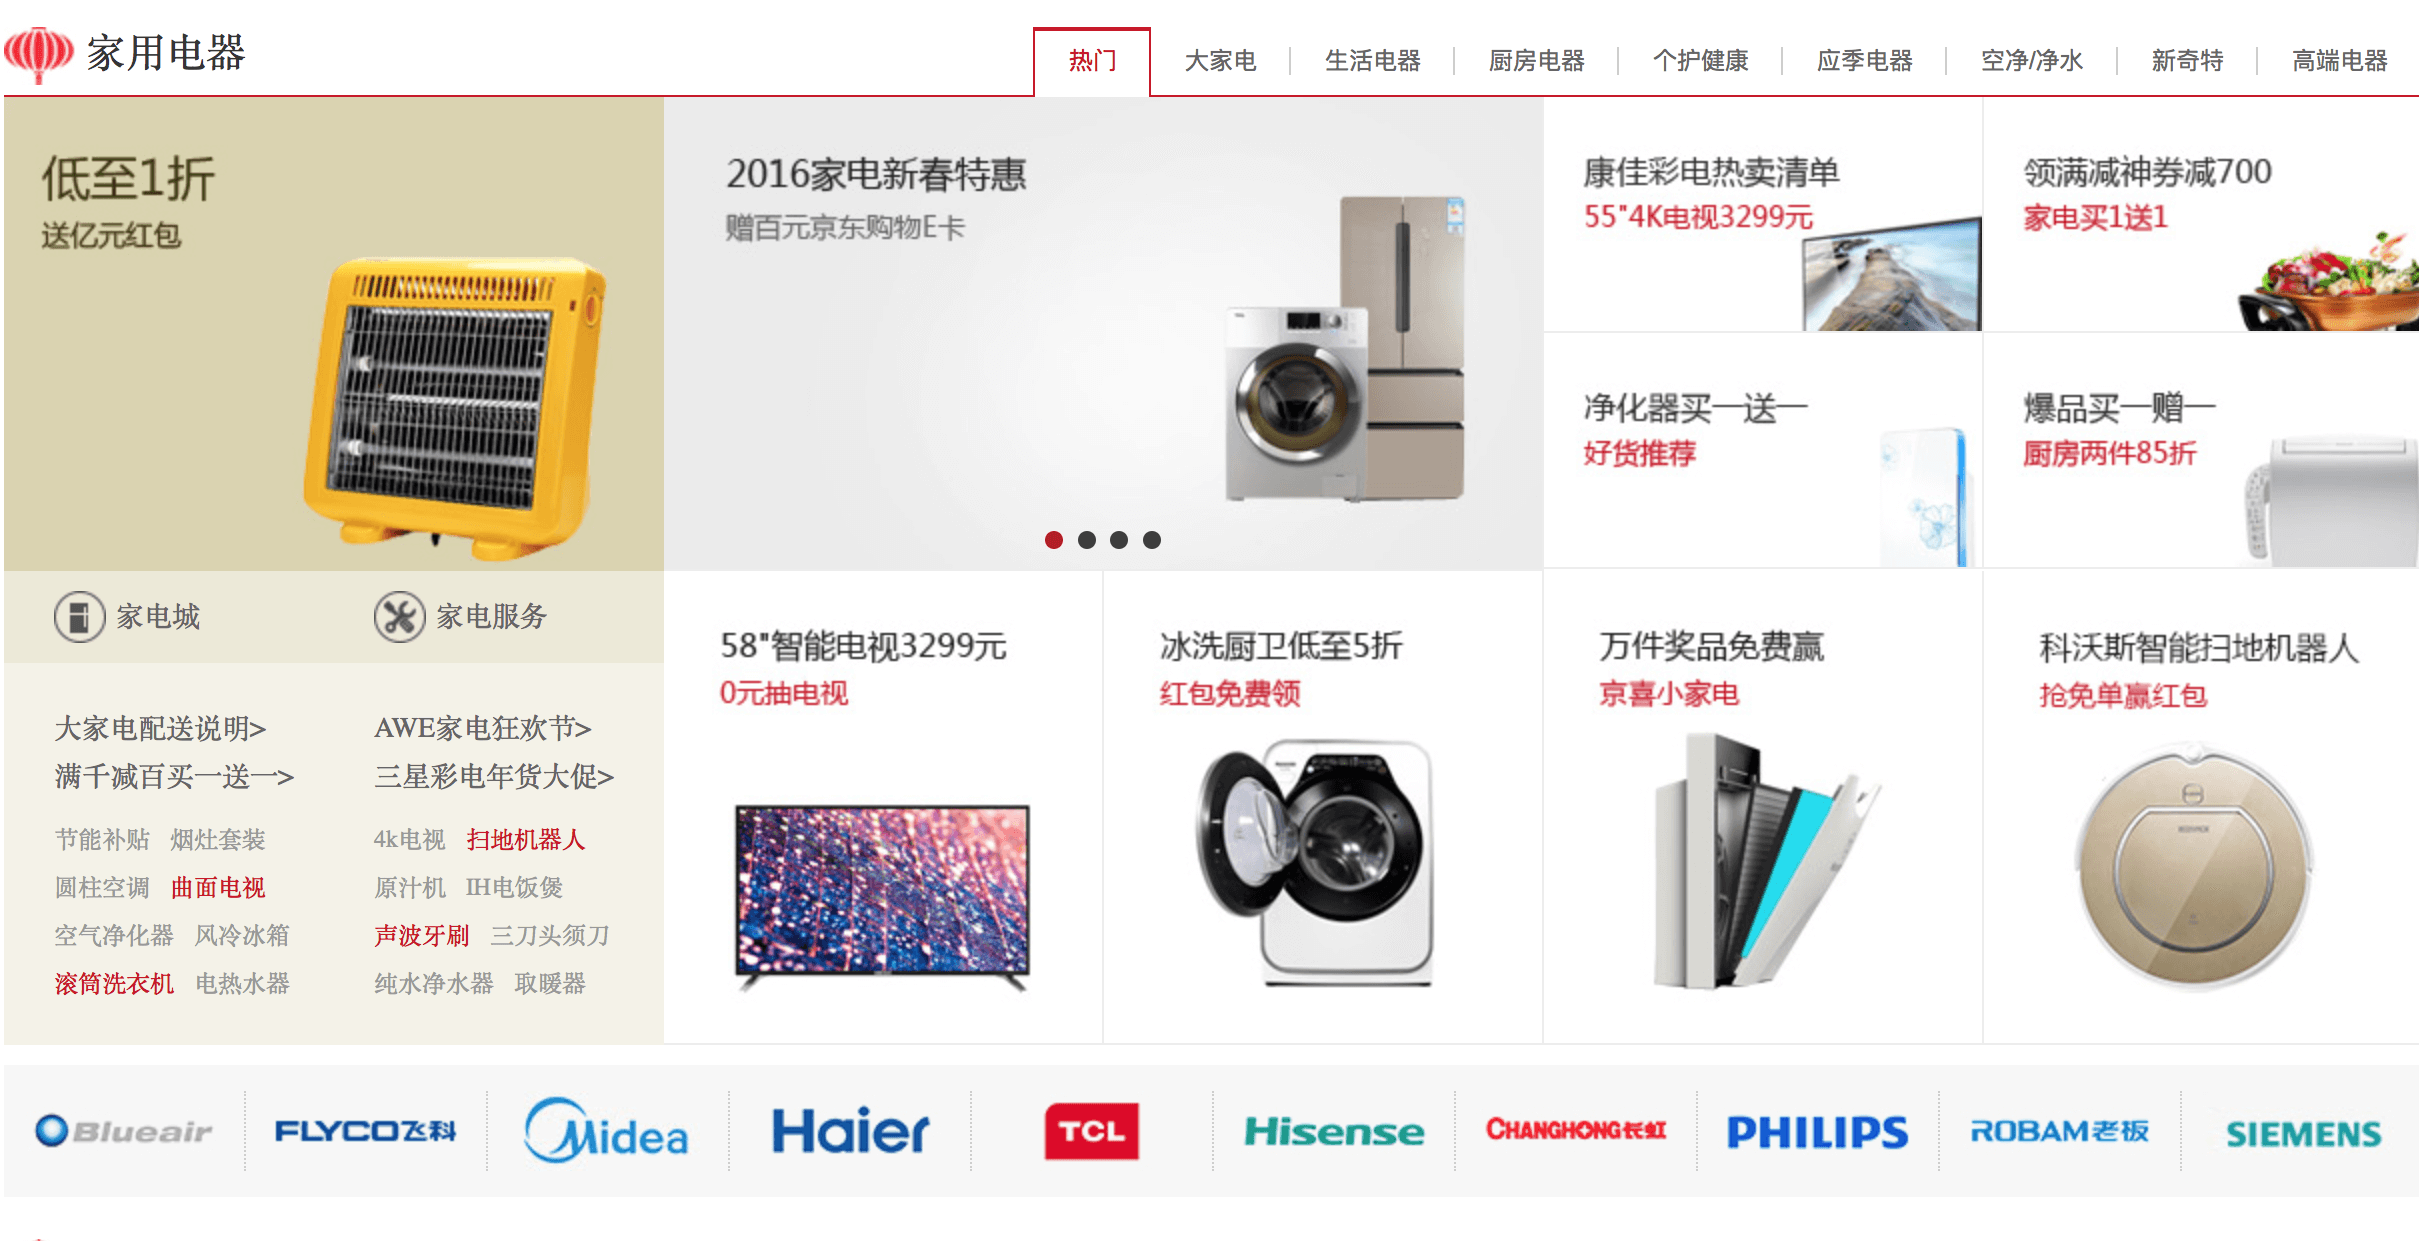 家用电器
热门
大家电
生活电器
厨房电器
个护健康
应季电器
空净/净水
新奇特
高端电器
低至1折
送亿元红包
2016家电新春特惠
赠百元京东购物E卡
康佳彩电热卖清单
55"4K电视3299元
领满减神券减700
家电买1送1
净化器买一送一
好货推荐
爆品买一赠一
厨房两件85折
家电城
家电服务
大家电配送说明>
AWE家电狂欢节>
满千减百买一送一>
三星彩电年货大促>
节能补贴 烟灶套装
4k电视 扫地机器人
圆柱空调 曲面电视
原汁机 IH电饭煲
空气净化器 风冷冰箱
声波牙刷 三刀头须刀
滚筒洗衣机 电热水器
纯水净水器 取暖器
58"智能电视3299元
0元抽电视
冰洗厨卫低至5折
红包免费领
万件奖品免费赢
京喜小家电
科沃斯智能扫地机器人
抢免单赢红包
Blueair
FLYCO飞科
Midea
Haier
TCL
Hisense
CHANGHONG长虹
PHILIPS
ROBAM老板
SIEMENS